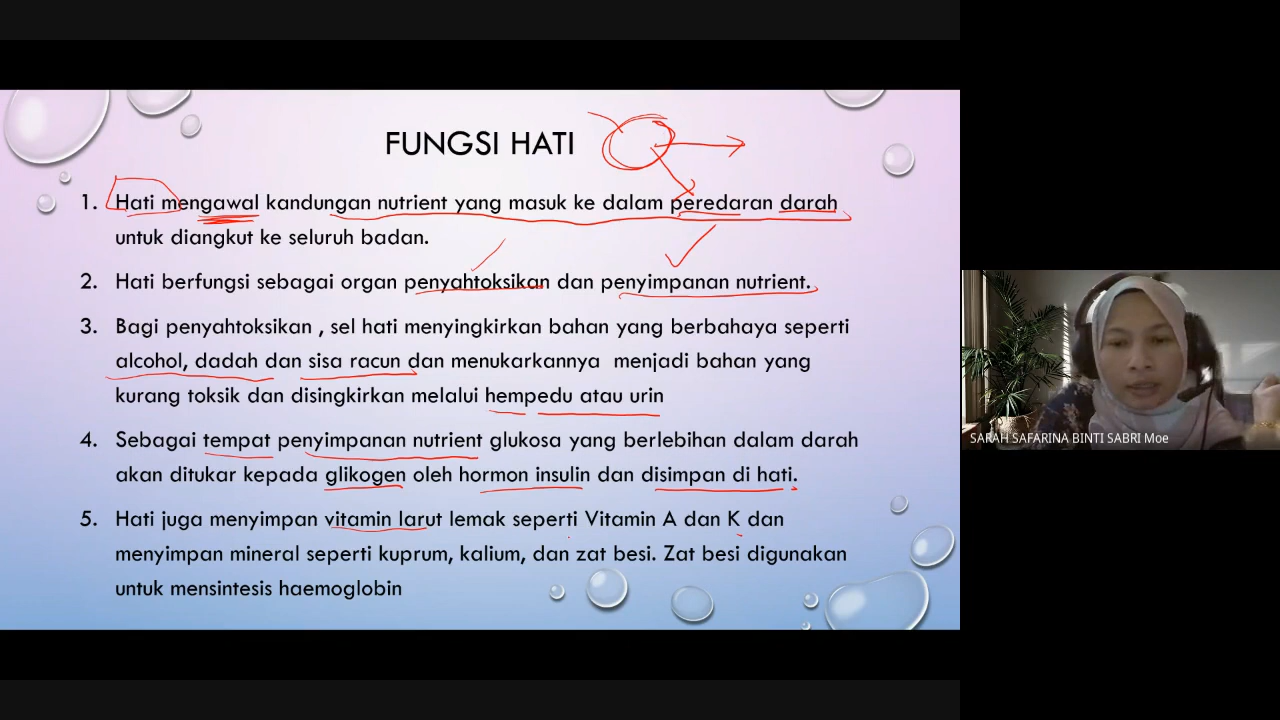 FUNGSI HATI
1. Hati mengawal kandungan nutrient yang masuk ke dalam peredaran darah
untuk diangkut ke seluruh badan.
2. Hati berfungsi sebagai organ penyahtoksikan dan penyimpanan nutrient.
3. Bagi penyahtoksikan , sel hati menyingkirkan bahan yang berbahaya seperti
alcohol, dadah dan sisa racun dan menukarkannya menjadi bahan yang
kurang toksik dan disingkirkan melalui hempedu atau urin
4. Sebagai tempat penyimpanan nutrient glukosa yang berlebihan dalam darah
akan ditukar kepada glikogen oleh hormon insulin dan disimpan di hati.
5. Hati juga menyimpan vitamin larut lemak seperti Vitamin A dan K dan
menyimpan mineral seperti kuprum, kalium, dan zat besi. Zat besi digunakan
untuk mensintesis haemoglobin
SARAH SAFARINA BINTI SABRI Moe